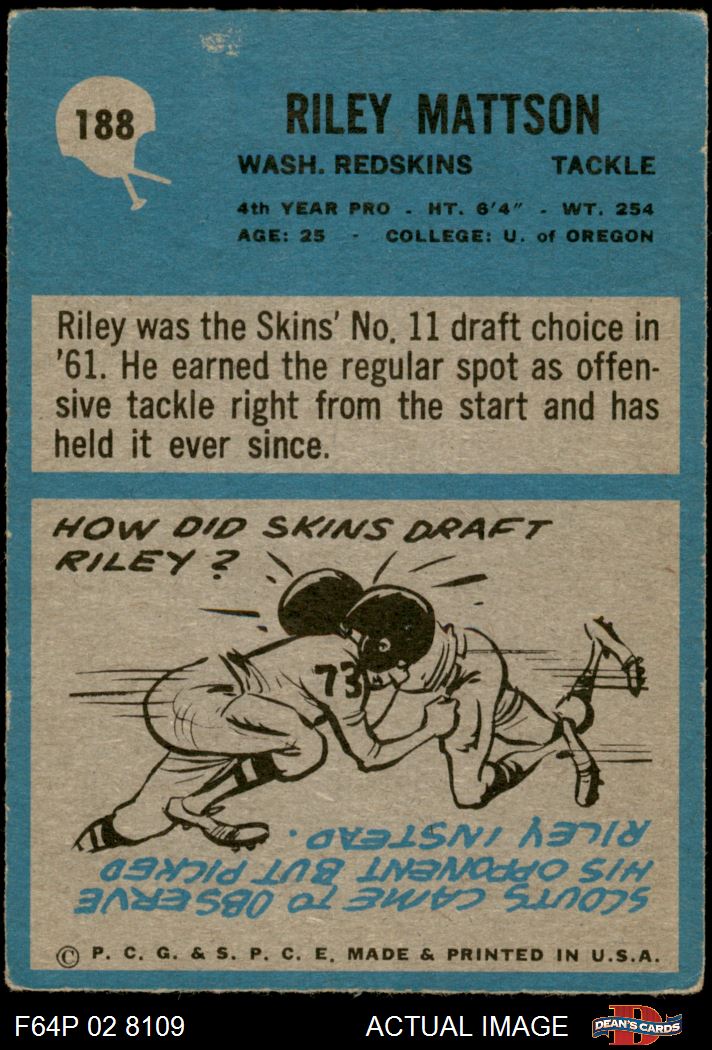 188
RILEY MATTSON
WASH. REDSKINS TACKLE
4th YEAR PRO - HT. 6'4" - WT. 254
AGE: 25 - COLLEGE: U. of OREGON
Riley was the Skins' No. 11 draft choice in
'61. He earned the regular spot as offen-
sive tackle right from the start and has
held it ever since.
HOW DID SKINS DRAFT
RILEY?
73
SCOUTS CAME TO OBSERVE
HIS OPPONENT BUT PICKED
RILEY INSTEAD.
© P. C. G. & S. P. C. E. MADE & PRINTED IN U.S.A.
F64P 02 8109 ACTUAL IMAGE
D
DEAN'S CARDS